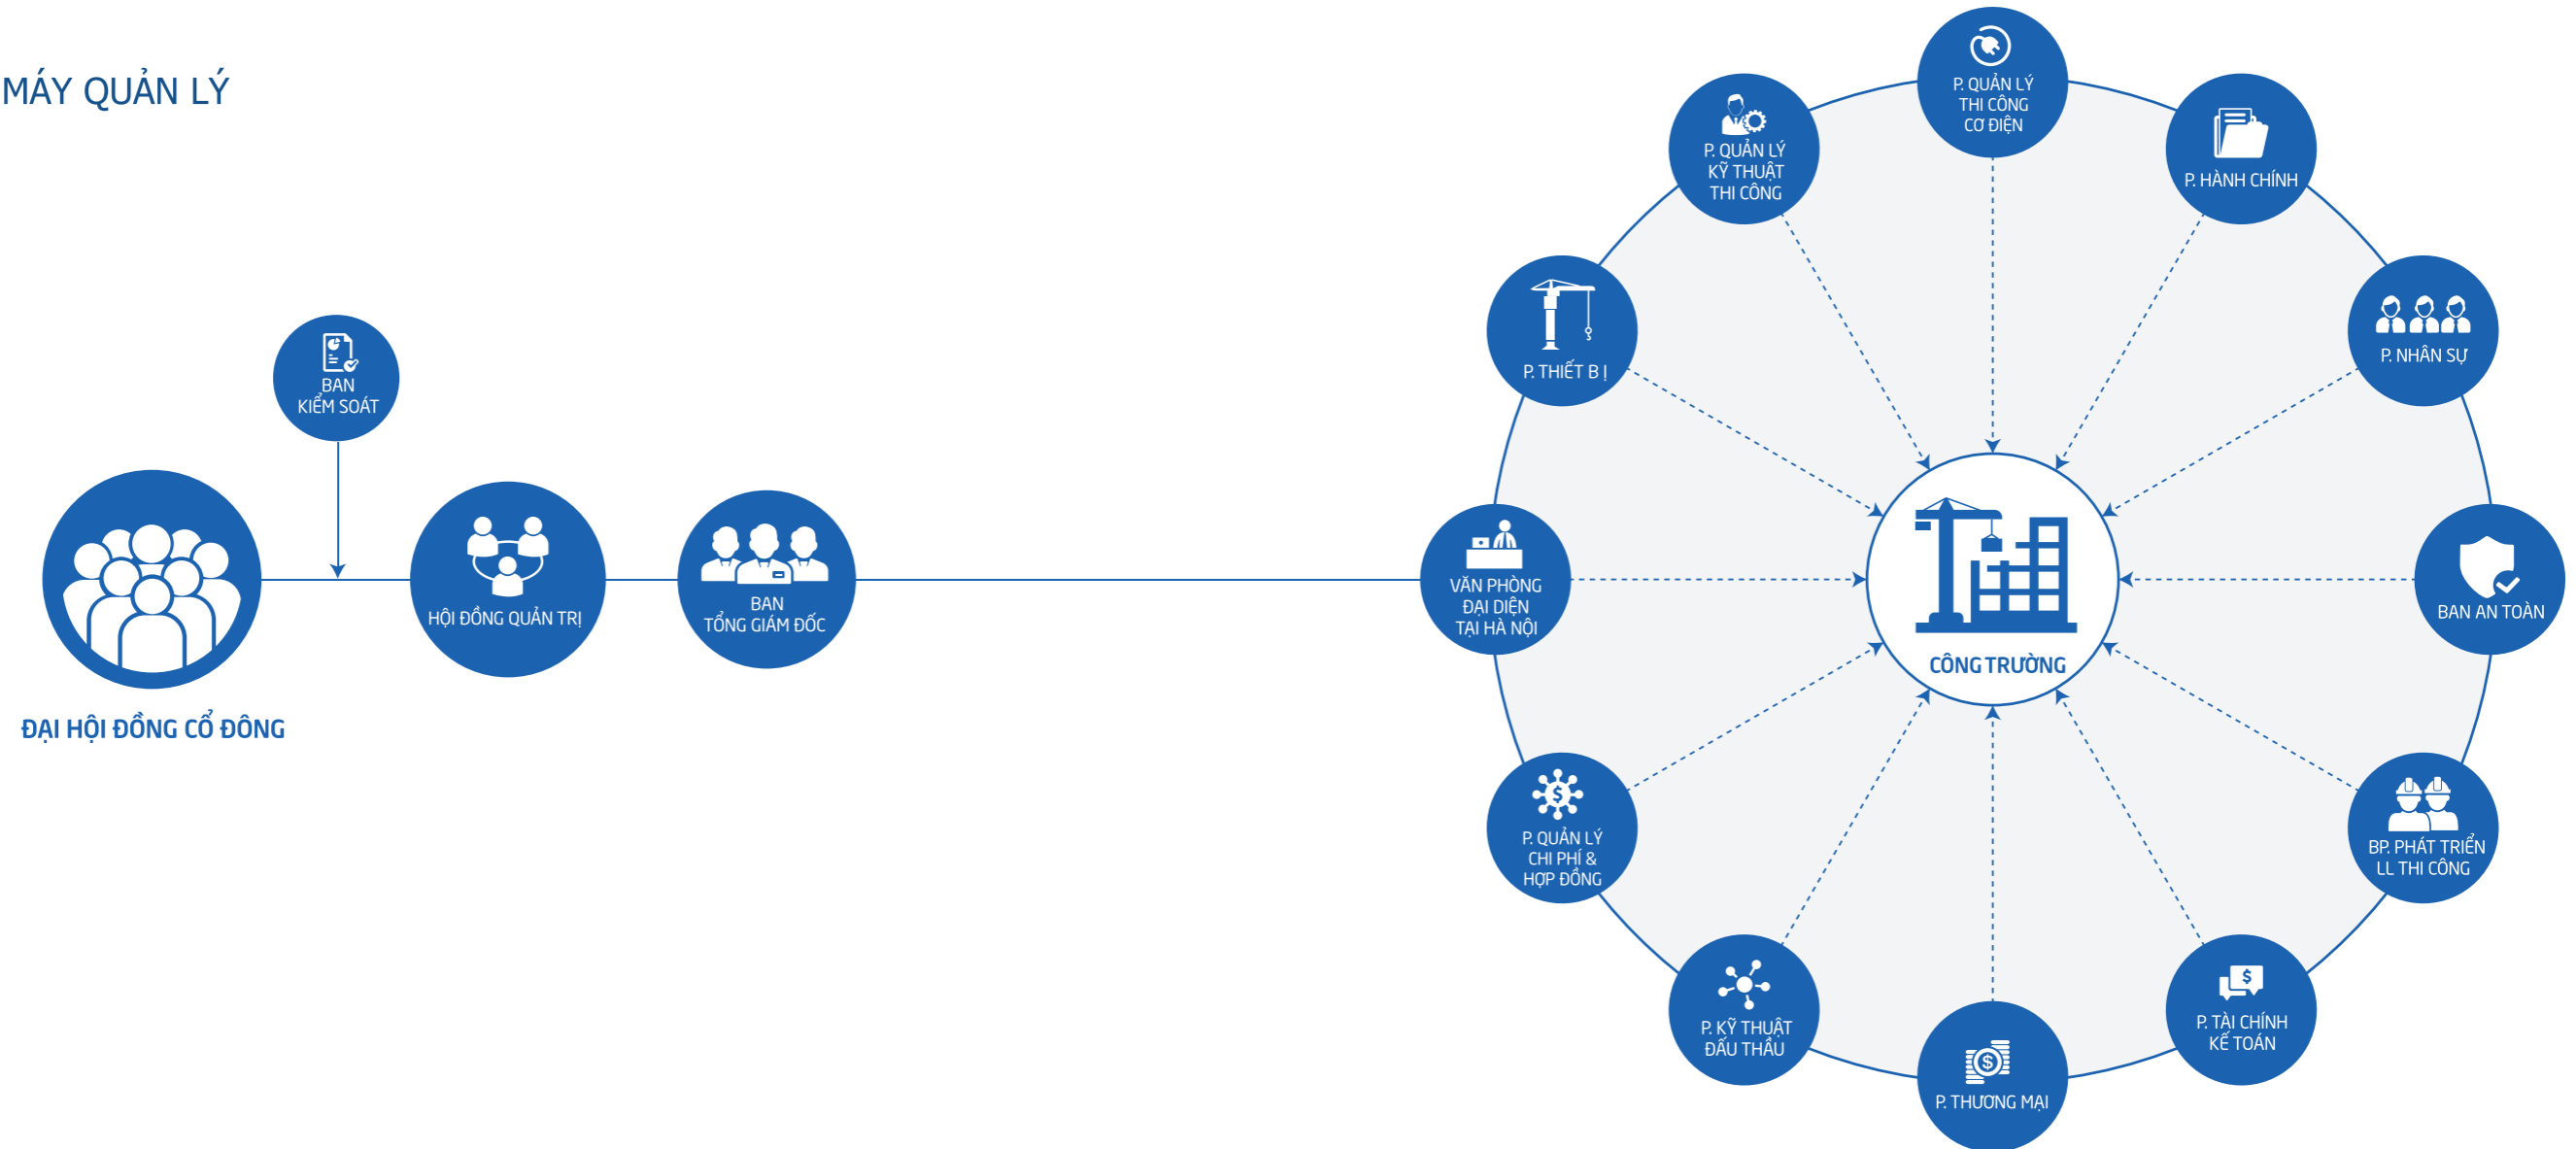 MÁY QUẢN LÝ
BAN
KIỂM SOÁT
ĐẠI HỘI ĐỒNG CỔ ĐÔNG
HỘI ĐỒNG QUẢN TRỊ
BAN
TỔNG GIÁM ĐỐC
P. QUẢN LÝ
THI CÔNG
CƠ ĐIỆN
P. HÀNH CHÍNH
P. NHÂN SỰ
BAN AN TOÀN
BP. PHÁT TRIỂN
LL THI CÔNG
P. TÀI CHÍNH
KẾ TOÁN
P. THƯƠNG MẠI
P. KỸ THUẬT
ĐẤU THẦU
P. QUẢN LÝ
CHI PHÍ &
HỢP ĐỒNG
VĂN PHÒNG
ĐẠI DIỆN
TẠI HÀ NỘI
P. THIẾT B Ị
P. QUẢN LÝ
KỸ THUẬT
THI CÔNG
CÔNG TRƯỜNG